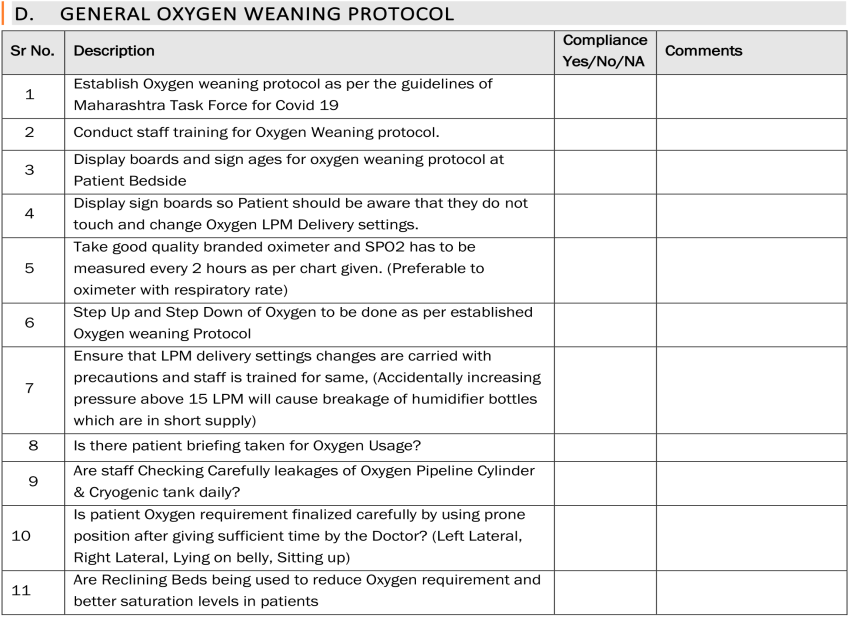 D. GENERAL OXYGEN WEANING PROTOCOL
Sr No. Description Compliance Yes/No/NA Comments
1 Establish Oxygen weaning protocol as per the guidelines of
Maharashtra Task Force for Covid 19
2 Conduct staff training for Oxygen Weaning protocol.
3 Display boards and sign ages for oxygen weaning protocol at
Patient Bedside
4 Display sign boards so Patient should be aware that they do not
touch and change Oxygen LPM Delivery settings.
5 Take good quality branded oximeter and SPO2 has to be
measured every 2 hours as per chart given. (Preferable to
oximeter with respiratory rate)
6 Step Up and Step Down of Oxygen to be done as per established
Oxygen weaning Protocol
7 Ensure that LPM delivery settings changes are carried with
precautions and staff is trained for same, (Accidentally increasing
pressure above 15 LPM will cause breakage of humidifier bottles
which are in short supply)
8 Is there patient briefing taken for Oxygen Usage?
9 Are staff Checking Carefully leakages of Oxygen Pipeline Cylinder
& Cryogenic tank daily?
10 Is patient Oxygen requirement finalized carefully by using prone
position after giving sufficient time by the Doctor? (Left Lateral,
Right Lateral, Lying on belly, Sitting up)
11 Are Reclining Beds being used to reduce Oxygen requirement and
better saturation levels in patients